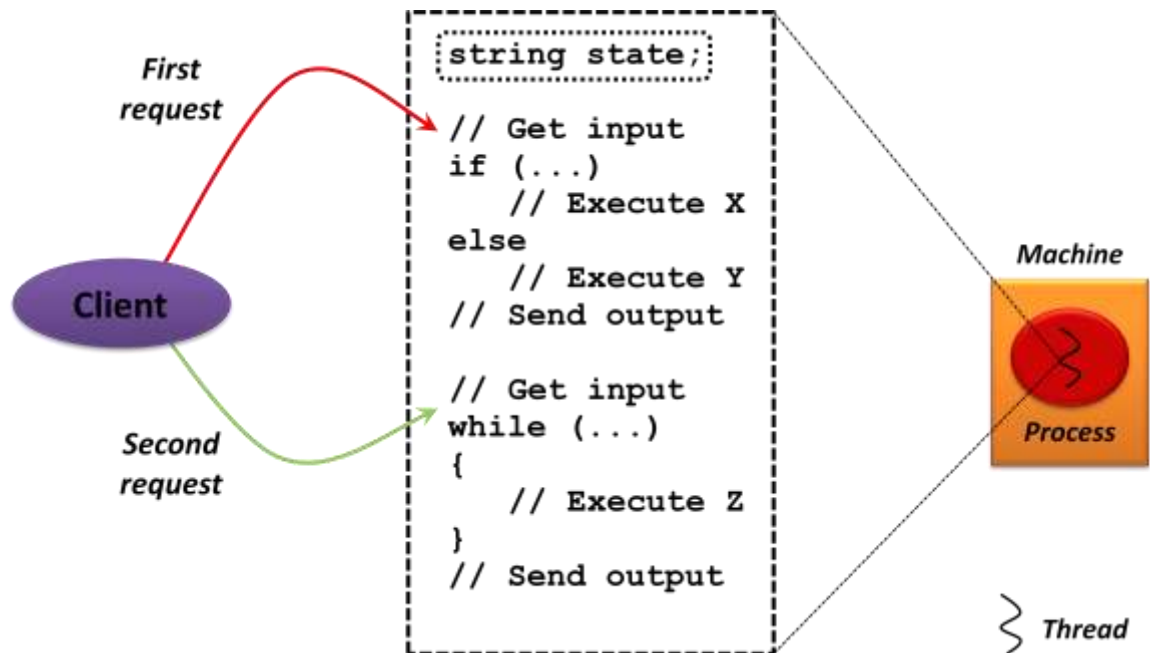 First
request
Client
Second
request
string state;
// Get input
if (...)
// Execute X
else
// Execute Y
// Send output
// Get input
while (...)
{
// Execute Z
}
// Send output
Machine
Process
Thread